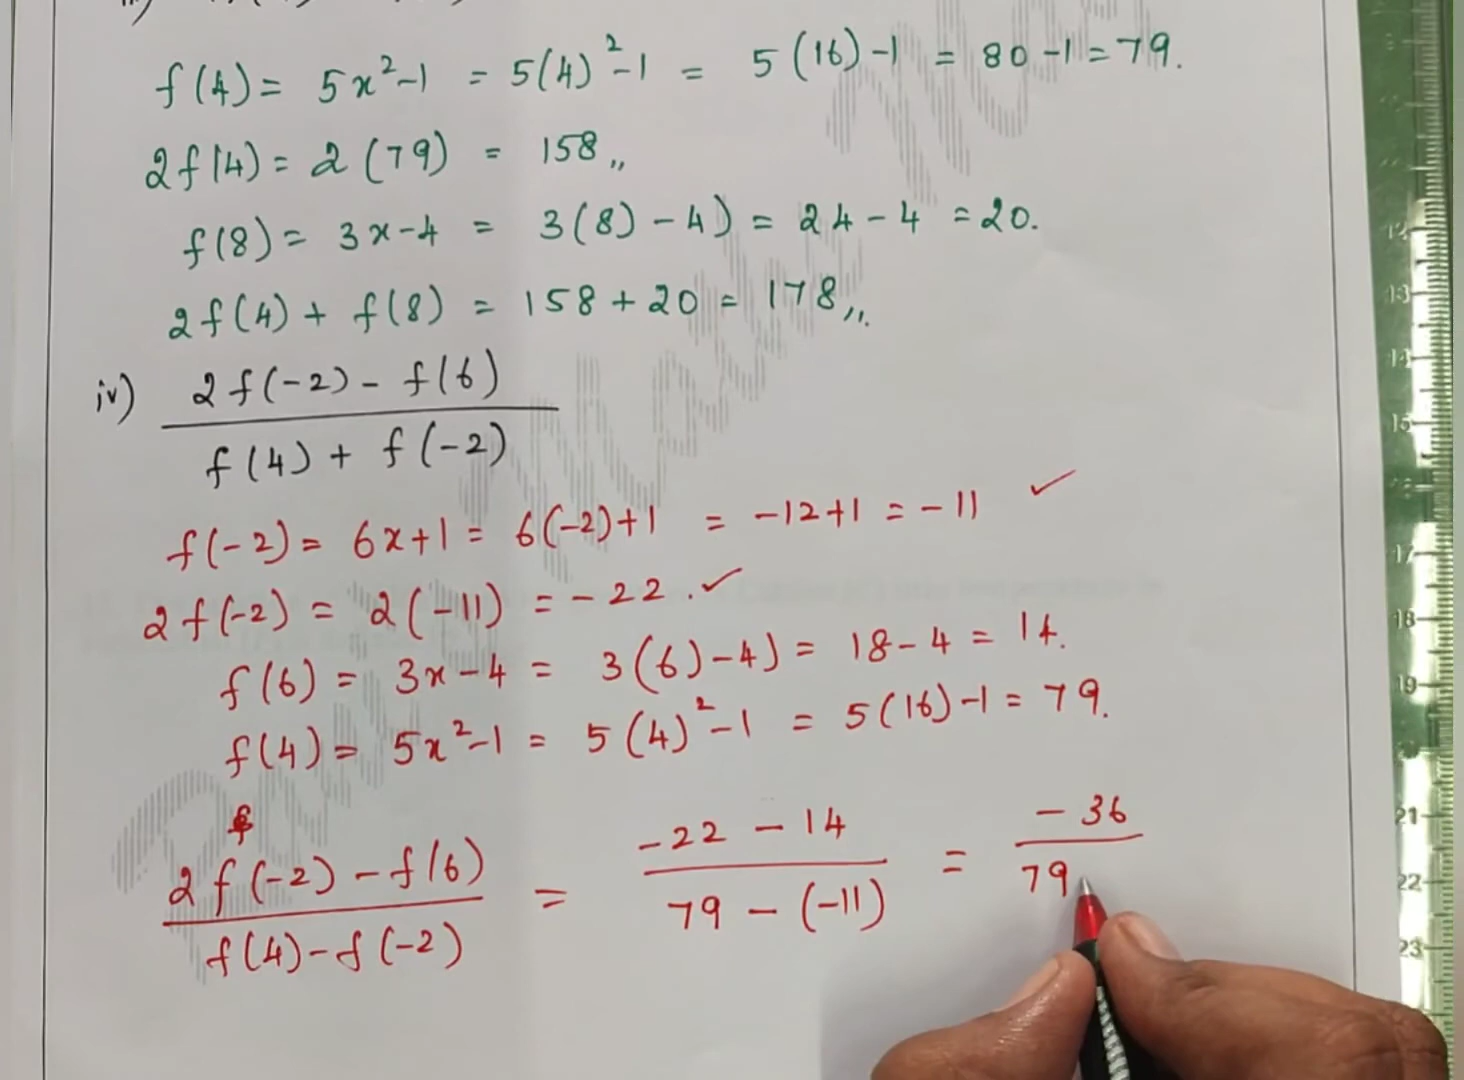 f(4) = 5x²-1 = 5(4)²-1 = 5(16)-1 = 80-1 = 79.
2f(4) = 2(79) = 158,,
f(8) = 3x-4 = 3(8)-4) = 24-4 = 20.
2f(4) + f(8) = 158+20 = 178,,.
iv) 2f(-2) - f(6)
f(4) + f(-2)
f(-2) = 6x+1 = 6(-2)+1 = -12+1 = -11 ✓
2f(-2) = 2(-11) = -22. ✓
f(6) = 3x-4 = 3(6)-4) = 18-4 = 14.
f(4) = 5x²-1 = 5(4)²-1 = 5(16)-1 = 79.
2f(-2) - f(6) = -22 - 14 = -36
f(4) - f(-2) 79 - (-11) 79